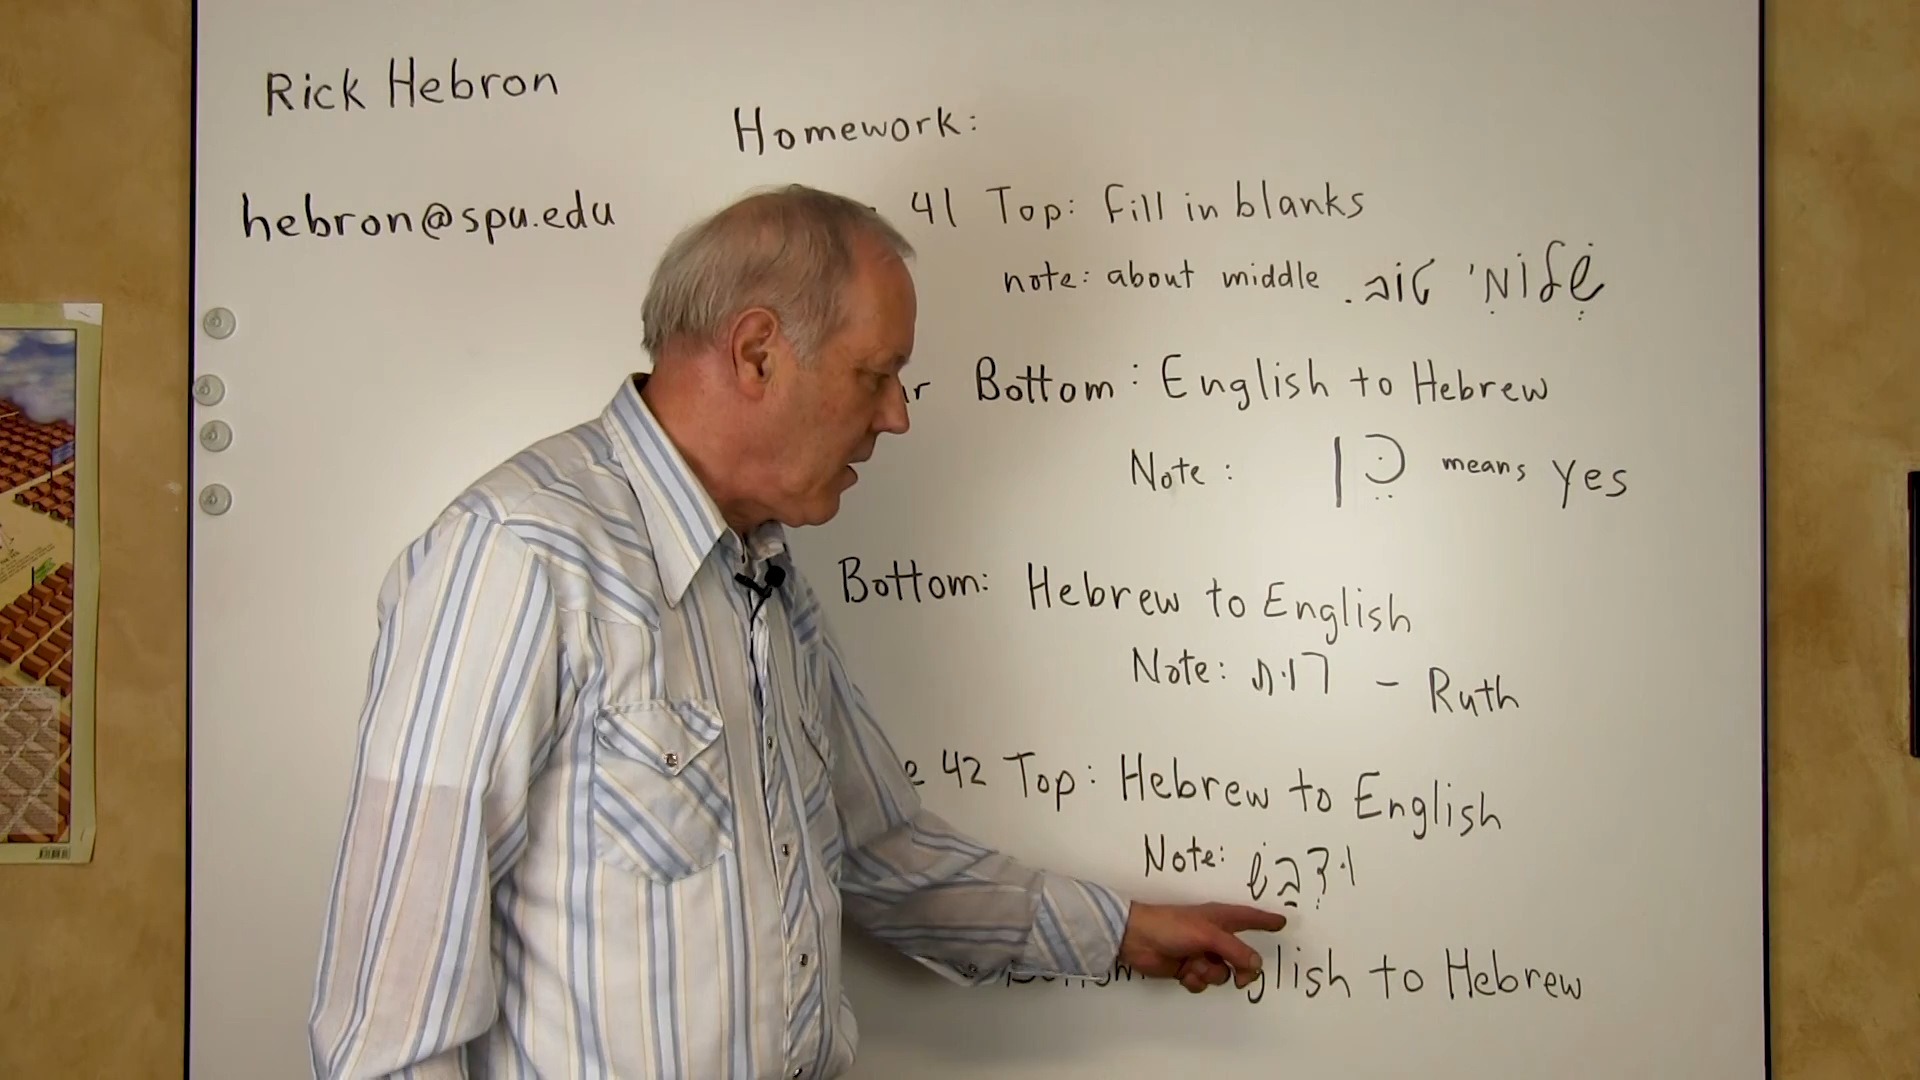 Rick Hebron
hebron@spu.edu
Homework:
41 Top: Fill in blanks
note: about middle שְׁלוֹמִי טוֹב.
Bottom: English to Hebrew
Note: כֵּן means yes
Bottom: Hebrew to English
Note: רוּת - Ruth
42 Top: Hebrew to English
Note: וּדְבַשׁ
English to Hebrew